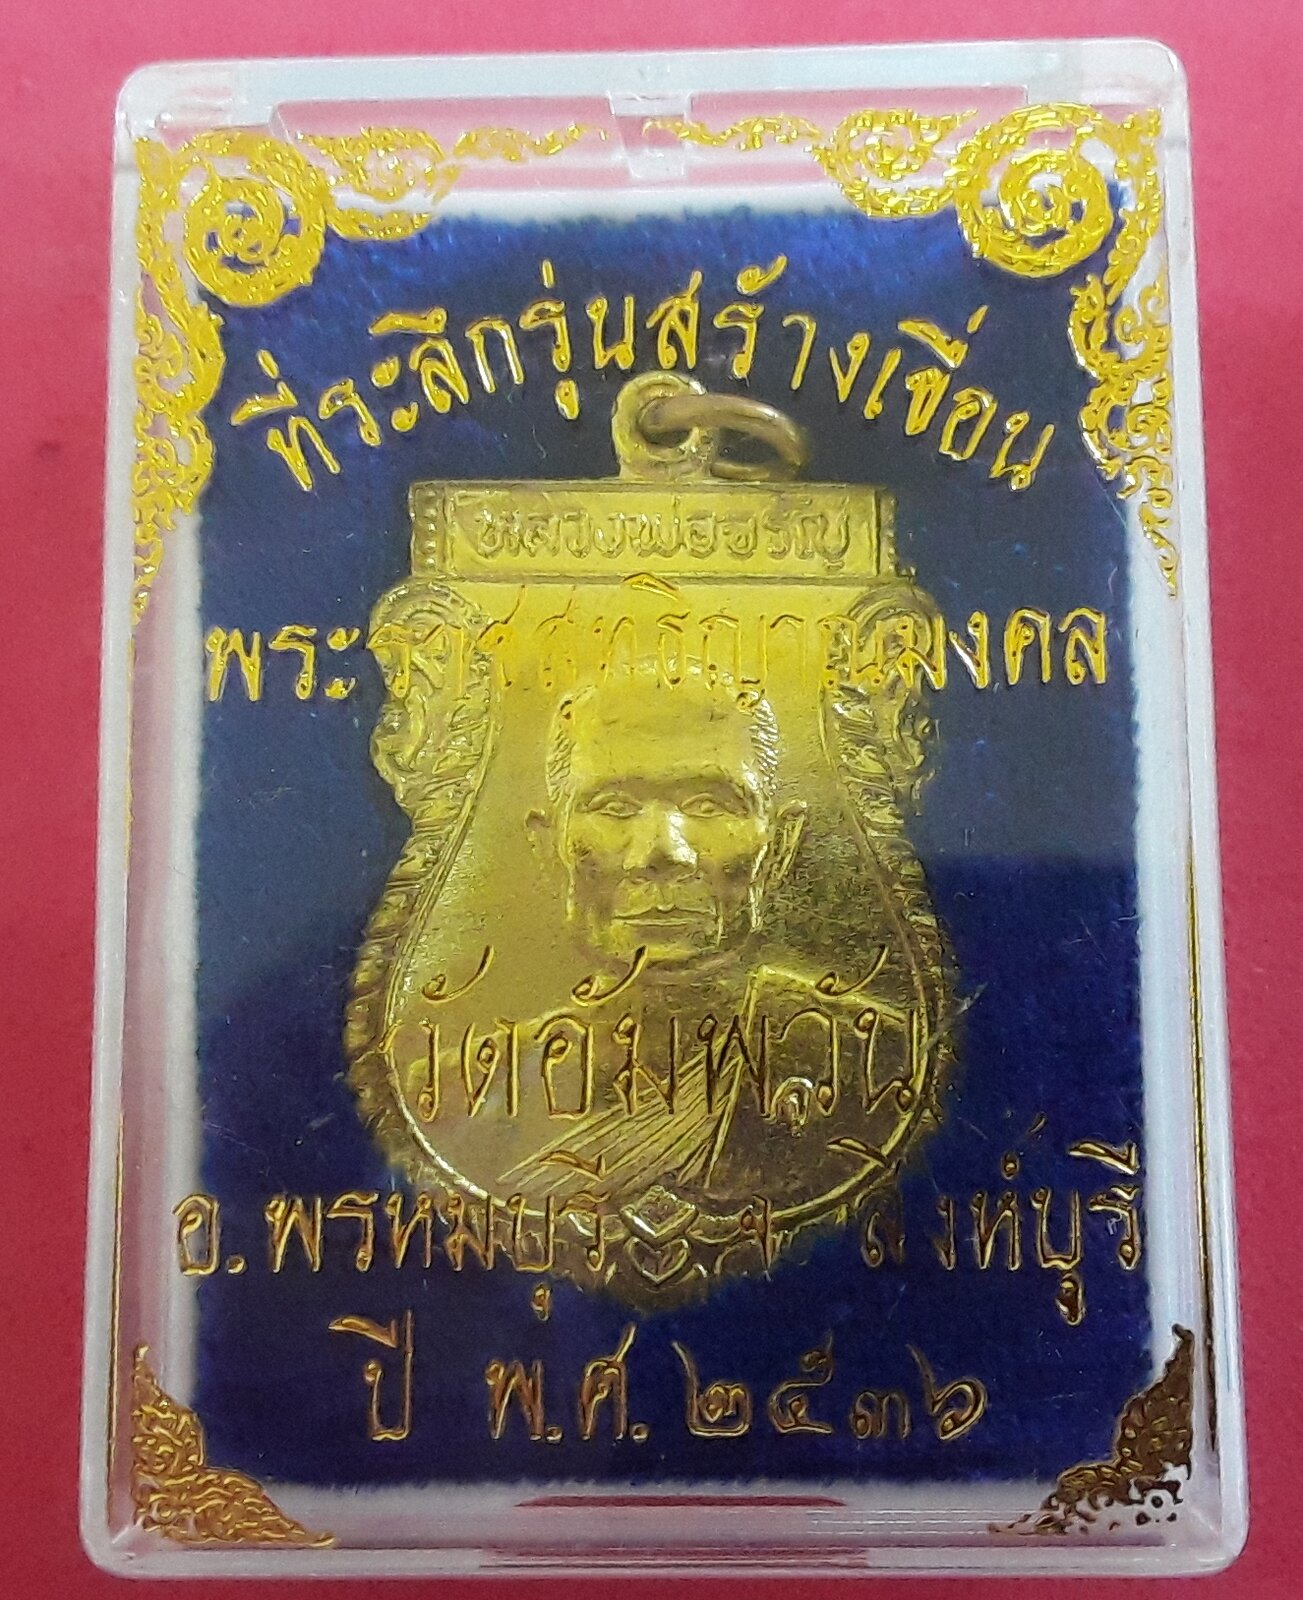 ที่ระลึกรุ่นสร้างเขื่อน
หลวงพ่อจรัญ
พระราชสุทธิญาณมงคล
วัดอัมพวัน
อ.พรหมบุรี จ สิงห์บุรี
ปี พ.ศ.๒๕๓๖